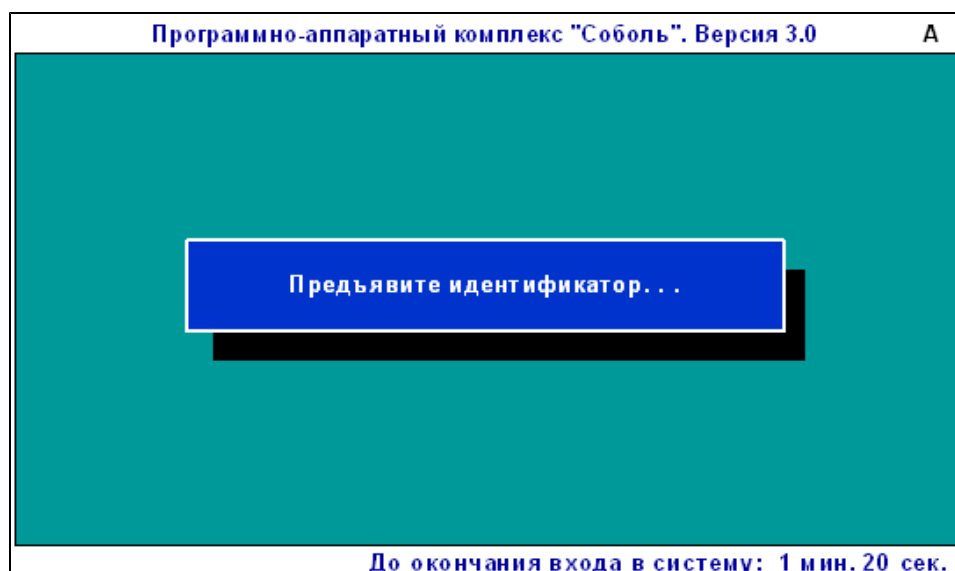 Программно-аппаратный комплекс "Соболь". Версия 3.0 А
Предъявите идентификатор...
До окончания входа в систему: 1 мин. 20 сек.